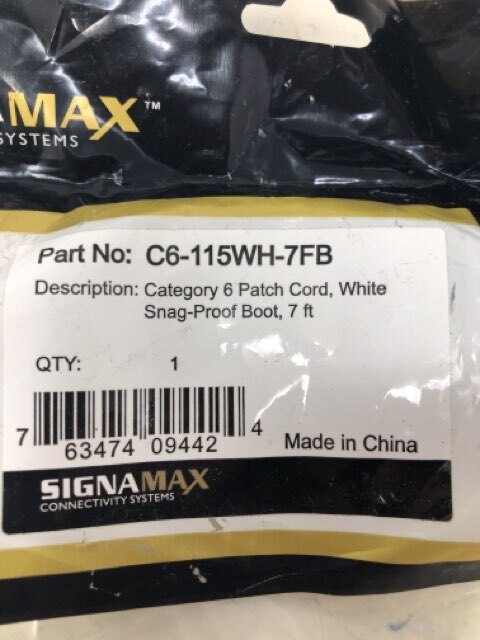 AMAX™
SYSTEMS
Part No: C6-115WH-7FB
Description: Category 6 Patch Cord, White
Snag-Proof Boot, 7 ft
QTY: 1
7 63474 09442 4
Made in China
SIGNAMAX
CONNECTIVITY SYSTEMS